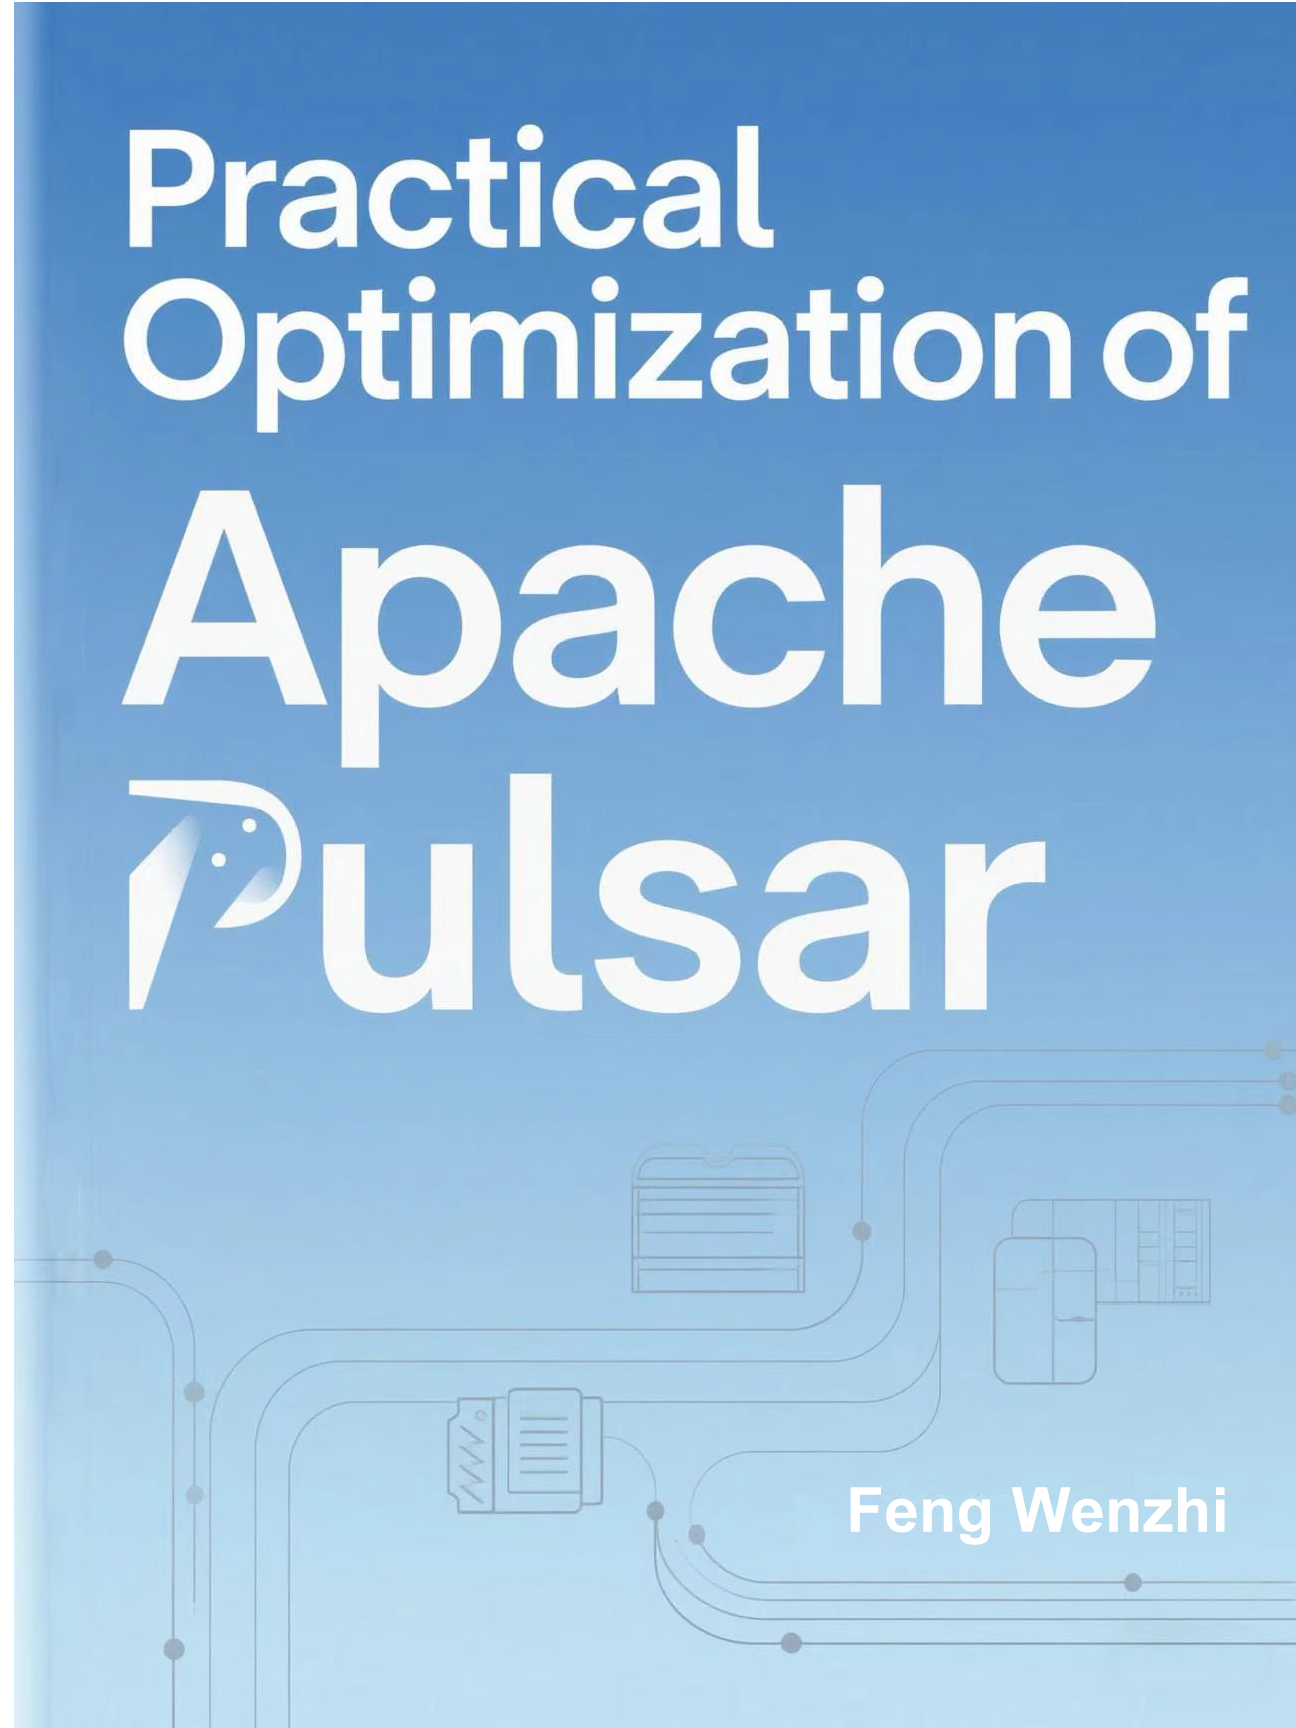 Practical
Optimization of
Apache
Pulsar
Feng Wenzhi